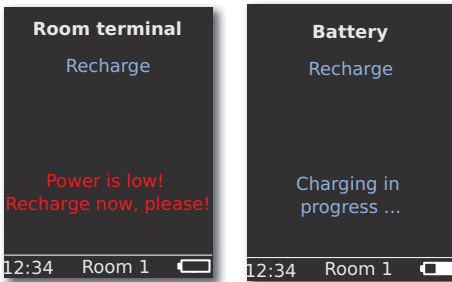 Room terminal
Recharge
Power is low!
Recharge now, please!
12:34 Room 1
Battery
Recharge
Charging in
progress ...
12:34 Room 1